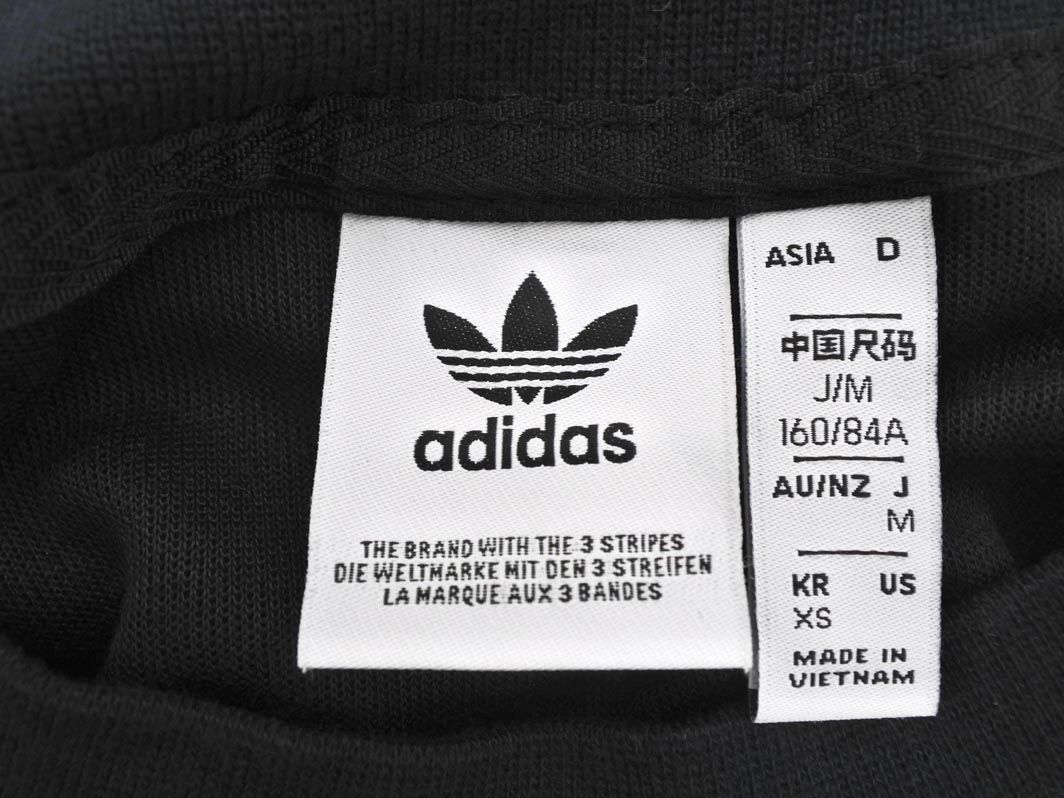 adidas
THE BRAND WITH THE 3 STRIPES
DIE WELTMARKE MIT DEN 3 STREIFEN
LA MARQUE AUX 3 BANDES
ASIA D
中国尺码
J/M
160/84A
AU/NZ J
M
KR US
XS
MADE IN
VIETNAM